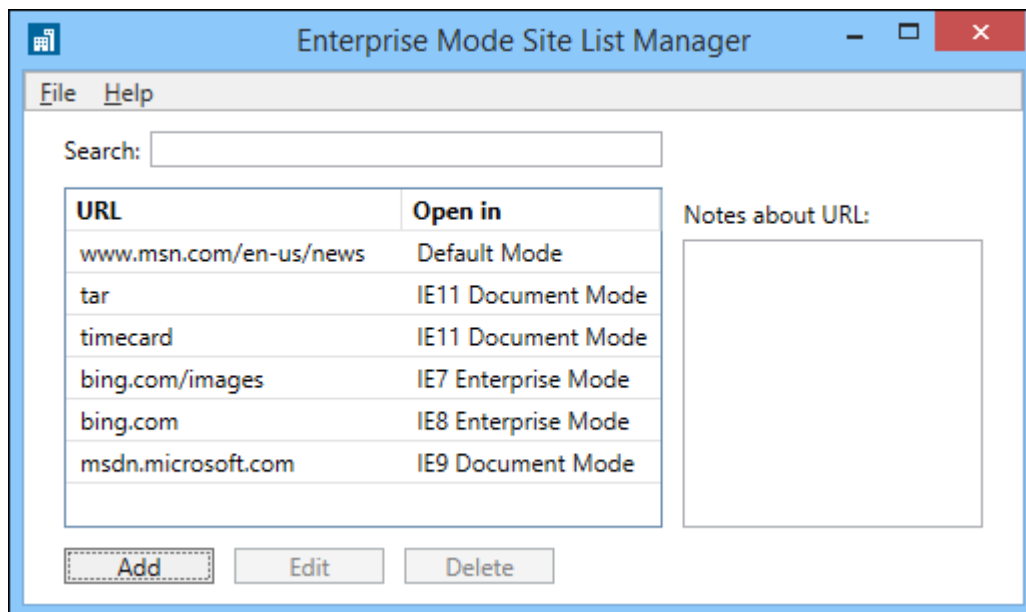 Enterprise Mode Site List Manager
File Help
Search:
URL Open in
Notes about URL:
www.msn.com/en-us/news Default Mode
tar IE11 Document Mode
timecard IE11 Document Mode
bing.com/images IE7 Enterprise Mode
bing.com IE8 Enterprise Mode
msdn.microsoft.com IE9 Document Mode
Add Edit Delete